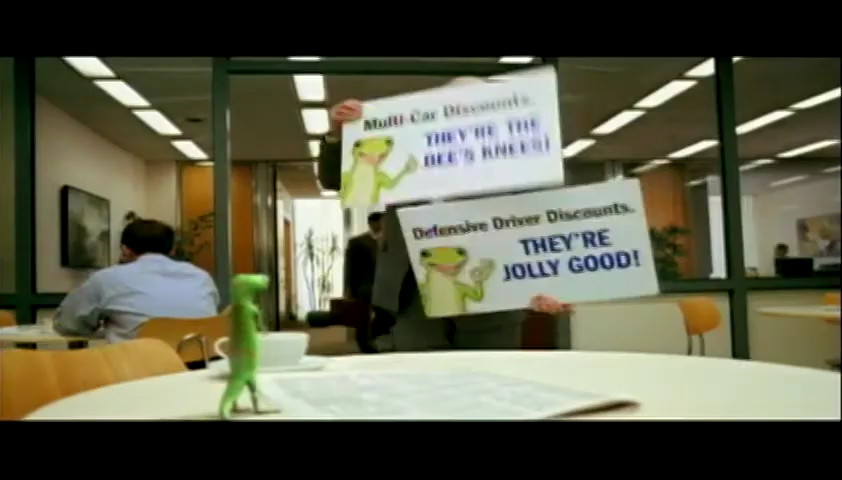 Multi-Car Discounts.
THEY'RE THE
BEE'S KNEES!
Defensive Driver Discounts.
THEY'RE
JOLLY GOOD!